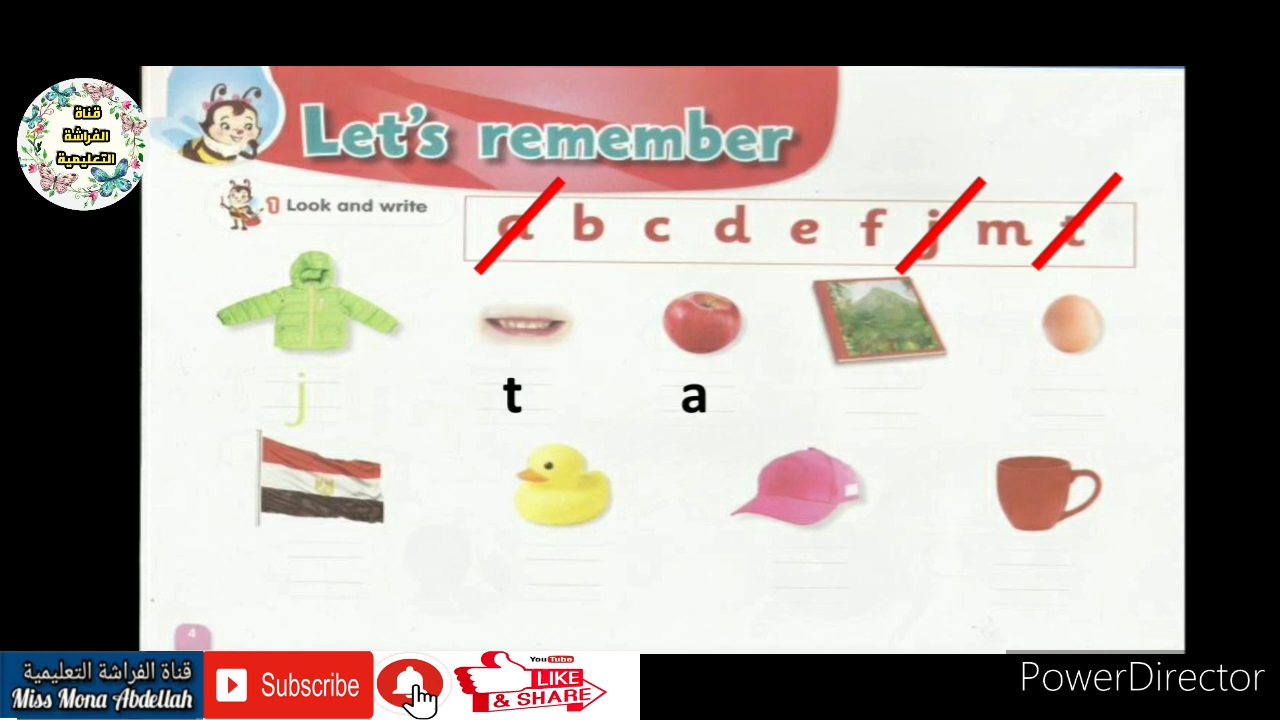 قناة
الفراشة
التعليمية
Let's remember
1 Look and write
a b c d e f j m t
j t a
4
قناة الفراشة التعليمية
Miss Mona Abdellah
Subscribe
YouTube
LIKE
& SHARE
PowerDirector